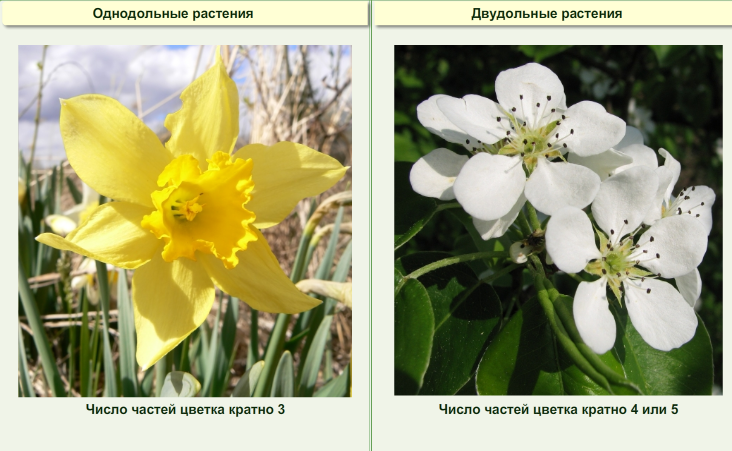 Однодольные растения
Двудольные растения
Число частей цветка кратно 3
Число частей цветка кратно 4 или 5